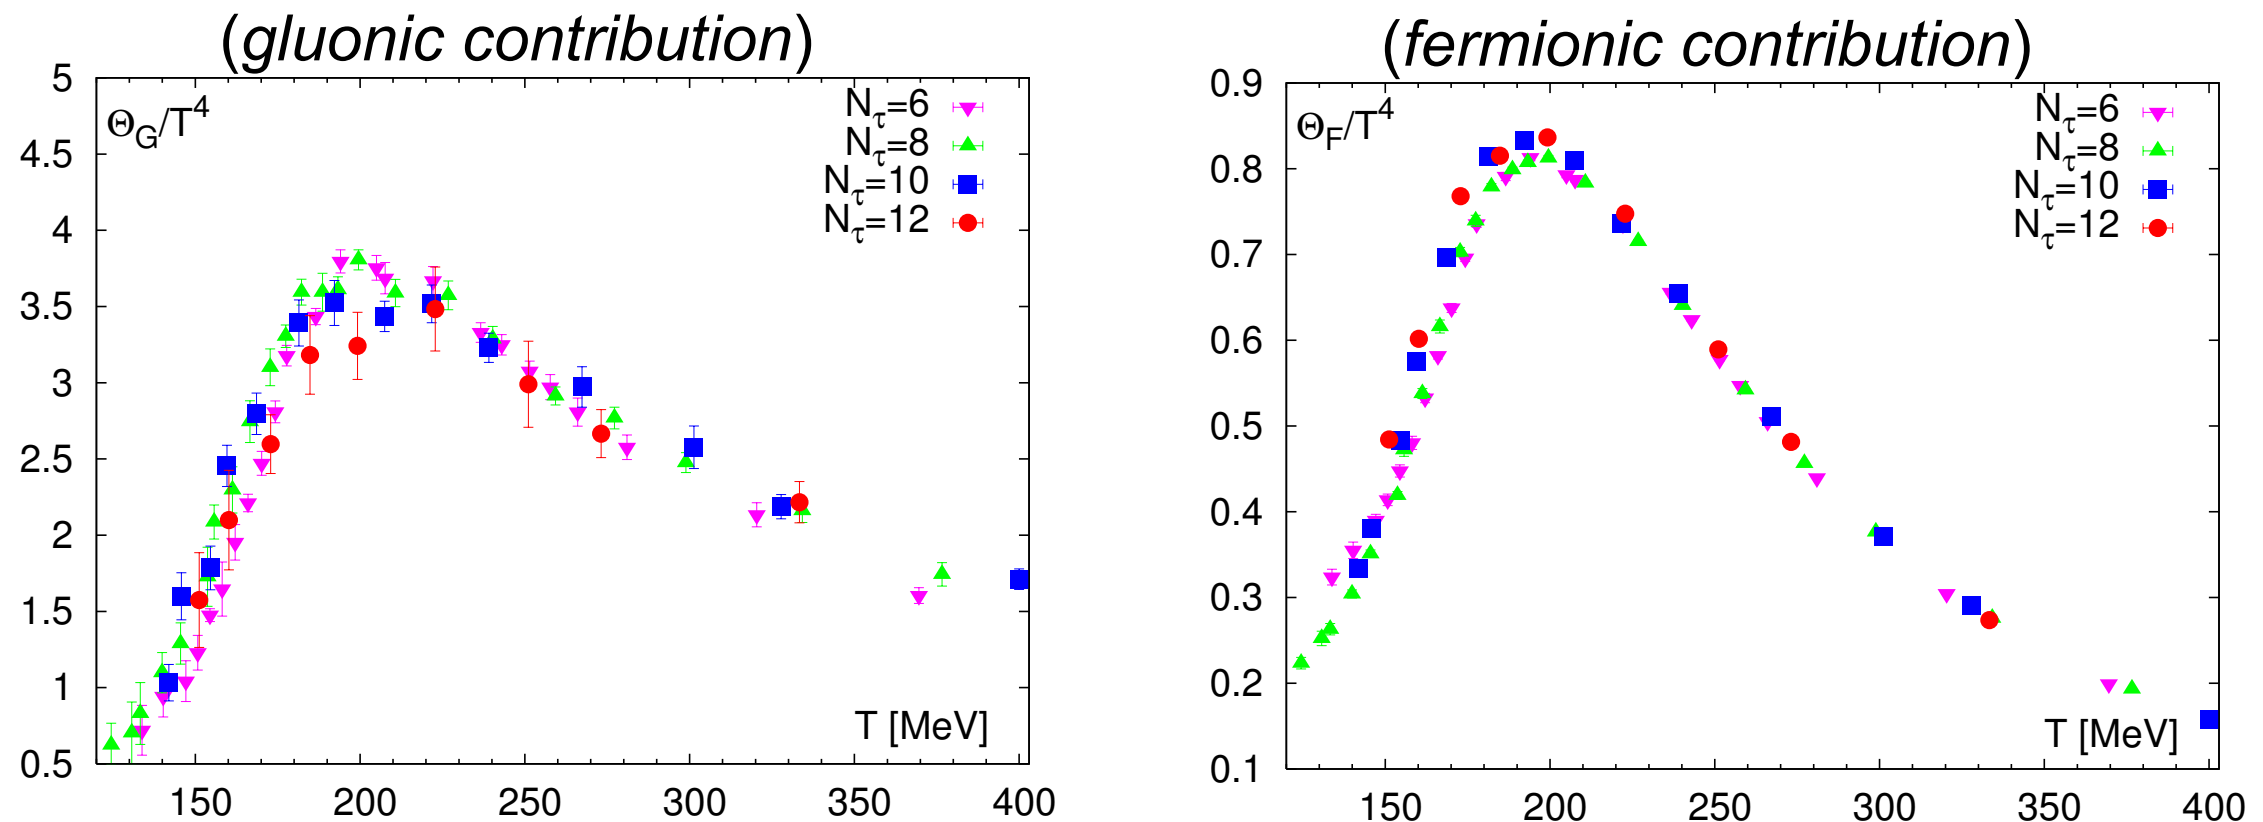 (gluonic contribution)
5
4.5
4
3.5
3
2.5
2
1.5
1
0.5
Θ_G/T^4
N_τ=6
N_τ=8
N_τ=10
N_τ=12
T [MeV]
150 200 250 300 350 400
(fermionic contribution)
0.9
0.8
0.7
0.6
0.5
0.4
0.3
0.2
0.1
Θ_F/T^4
N_τ=6
N_τ=8
N_τ=10
N_τ=12
T [MeV]
150 200 250 300 350 400